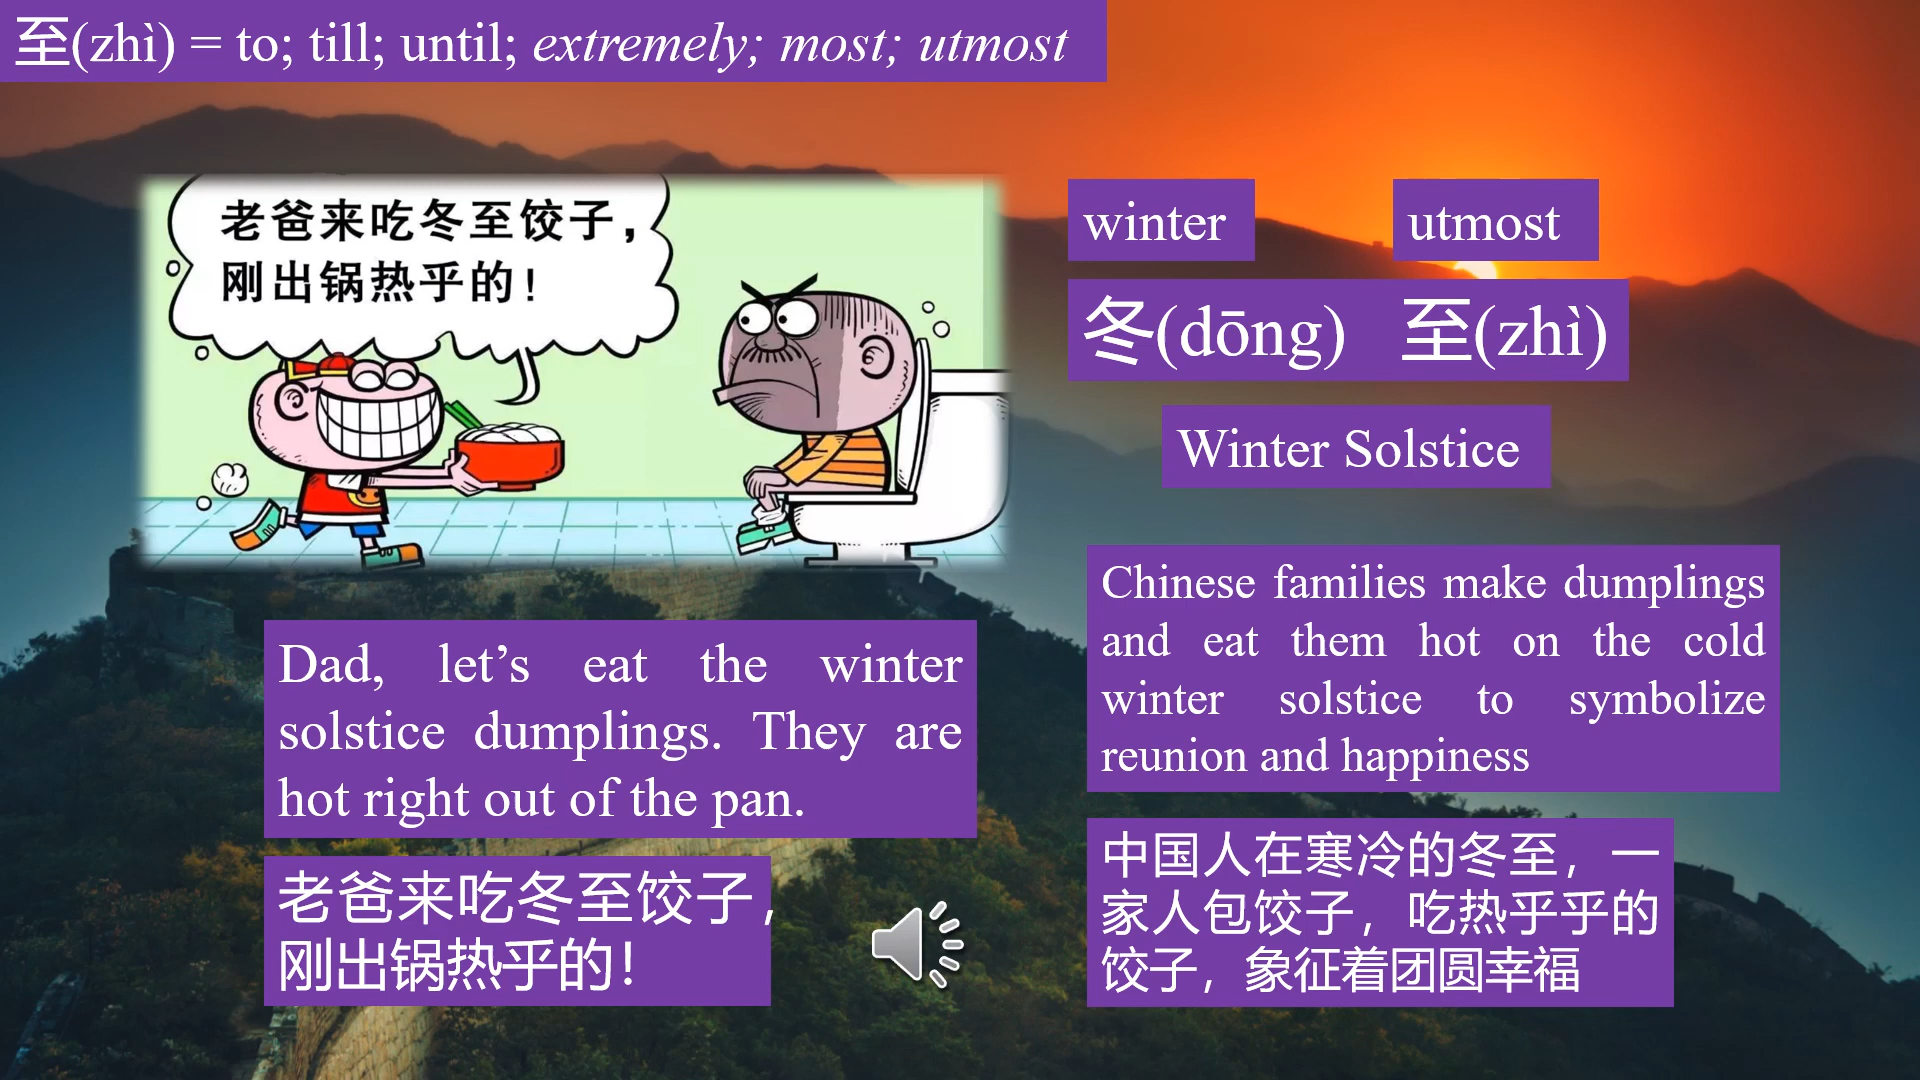 至(zhì) = to; till; until; extremely; most; utmost
老爸来吃冬至饺子，
刚出锅热乎的！
winter
utmost
冬(dōng) 至(zhì)
Winter Solstice
Dad, let’s eat the winter
solstice dumplings. They are
hot right out of the pan.
老爸来吃冬至饺子，
刚出锅热乎的！
Chinese families make dumplings
and eat them hot on the cold
winter solstice to symbolize
reunion and happiness
中国人在寒冷的冬至，一
家人包饺子，吃热乎乎的
饺子，象征着团圆幸福